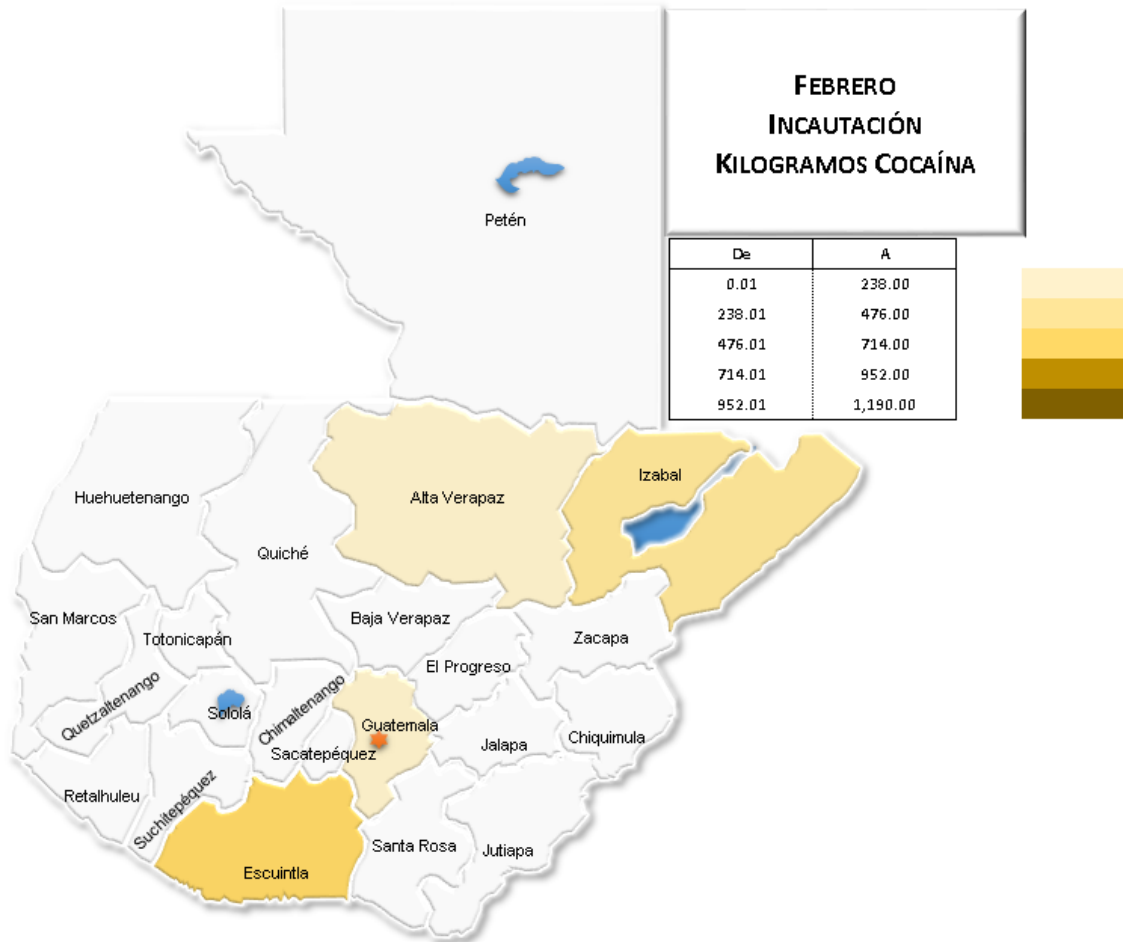 FEBRERO
INCAUTACIÓN
KILOGRAMOS COCAÍNA
Petén
De A
0.01 238.00
238.01 476.00
476.01 714.00
714.01 952.00
952.01 1,190.00
Huehuetenango
Alta Verapaz
Izabal
Quiché
San Marcos
Totonicapán
Baja Verapaz
Zacapa
El Progreso
Quetzaltenango
Sololá
Chimaltenango
Guatemala
Sacatepéquez
Jalapa
Chiquimula
Retalhuleu
Suchitepéquez
Escuintla
Santa Rosa
Jutiapa